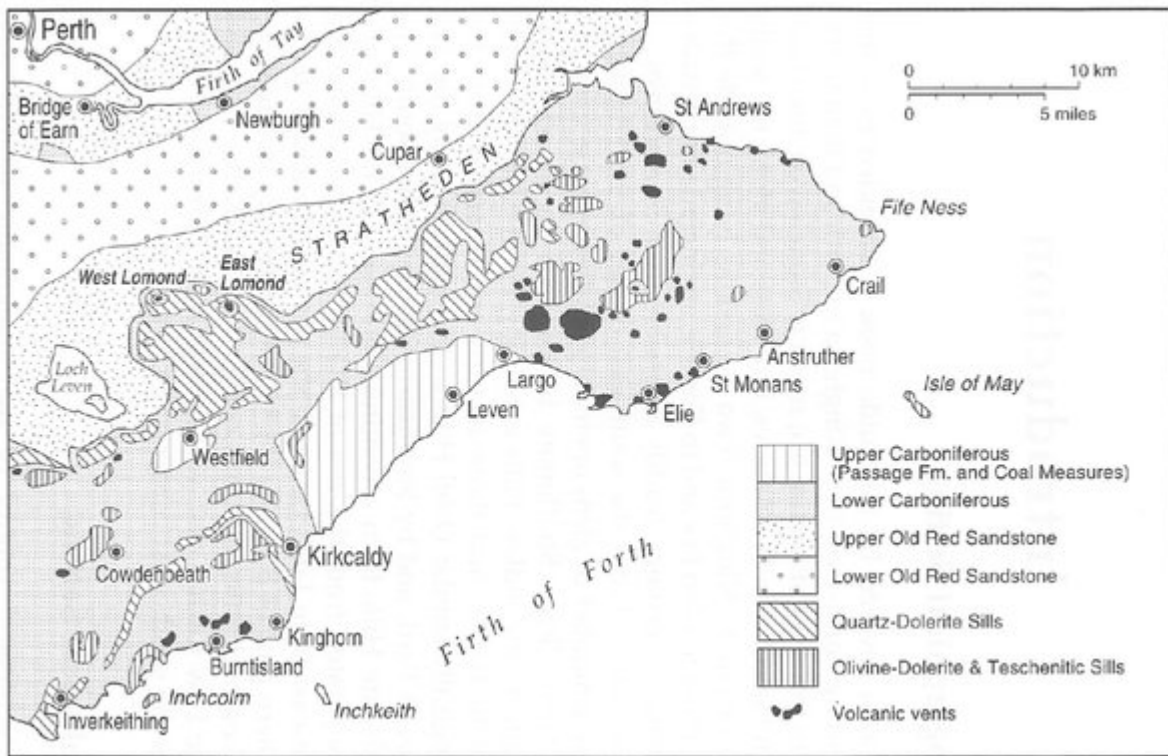 Perth
Firth of Tay
Bridge
of Earn
Newburgh
Cupar
STRATHEDEN
St Andrews
0 10 km
0 5 miles
Fife Ness
West Lomond
East
Lomond
Crail
Loch
Leven
Largo
Anstruther
St Monans
Leven
Elie
Isle of May
Westfield
Kirkcaldy
Cowdenbeath
Firth of Forth
Kinghorn
Burntisland
Inchcolm
Inchkeith
Inverkeithing
Upper Carboniferous
(Passage Fm. and Coal Measures)
Lower Carboniferous
Upper Old Red Sandstone
Lower Old Red Sandstone
Quartz-Dolerite Sills
Olivine-Dolerite & Teschenitic Sills
Volcanic vents